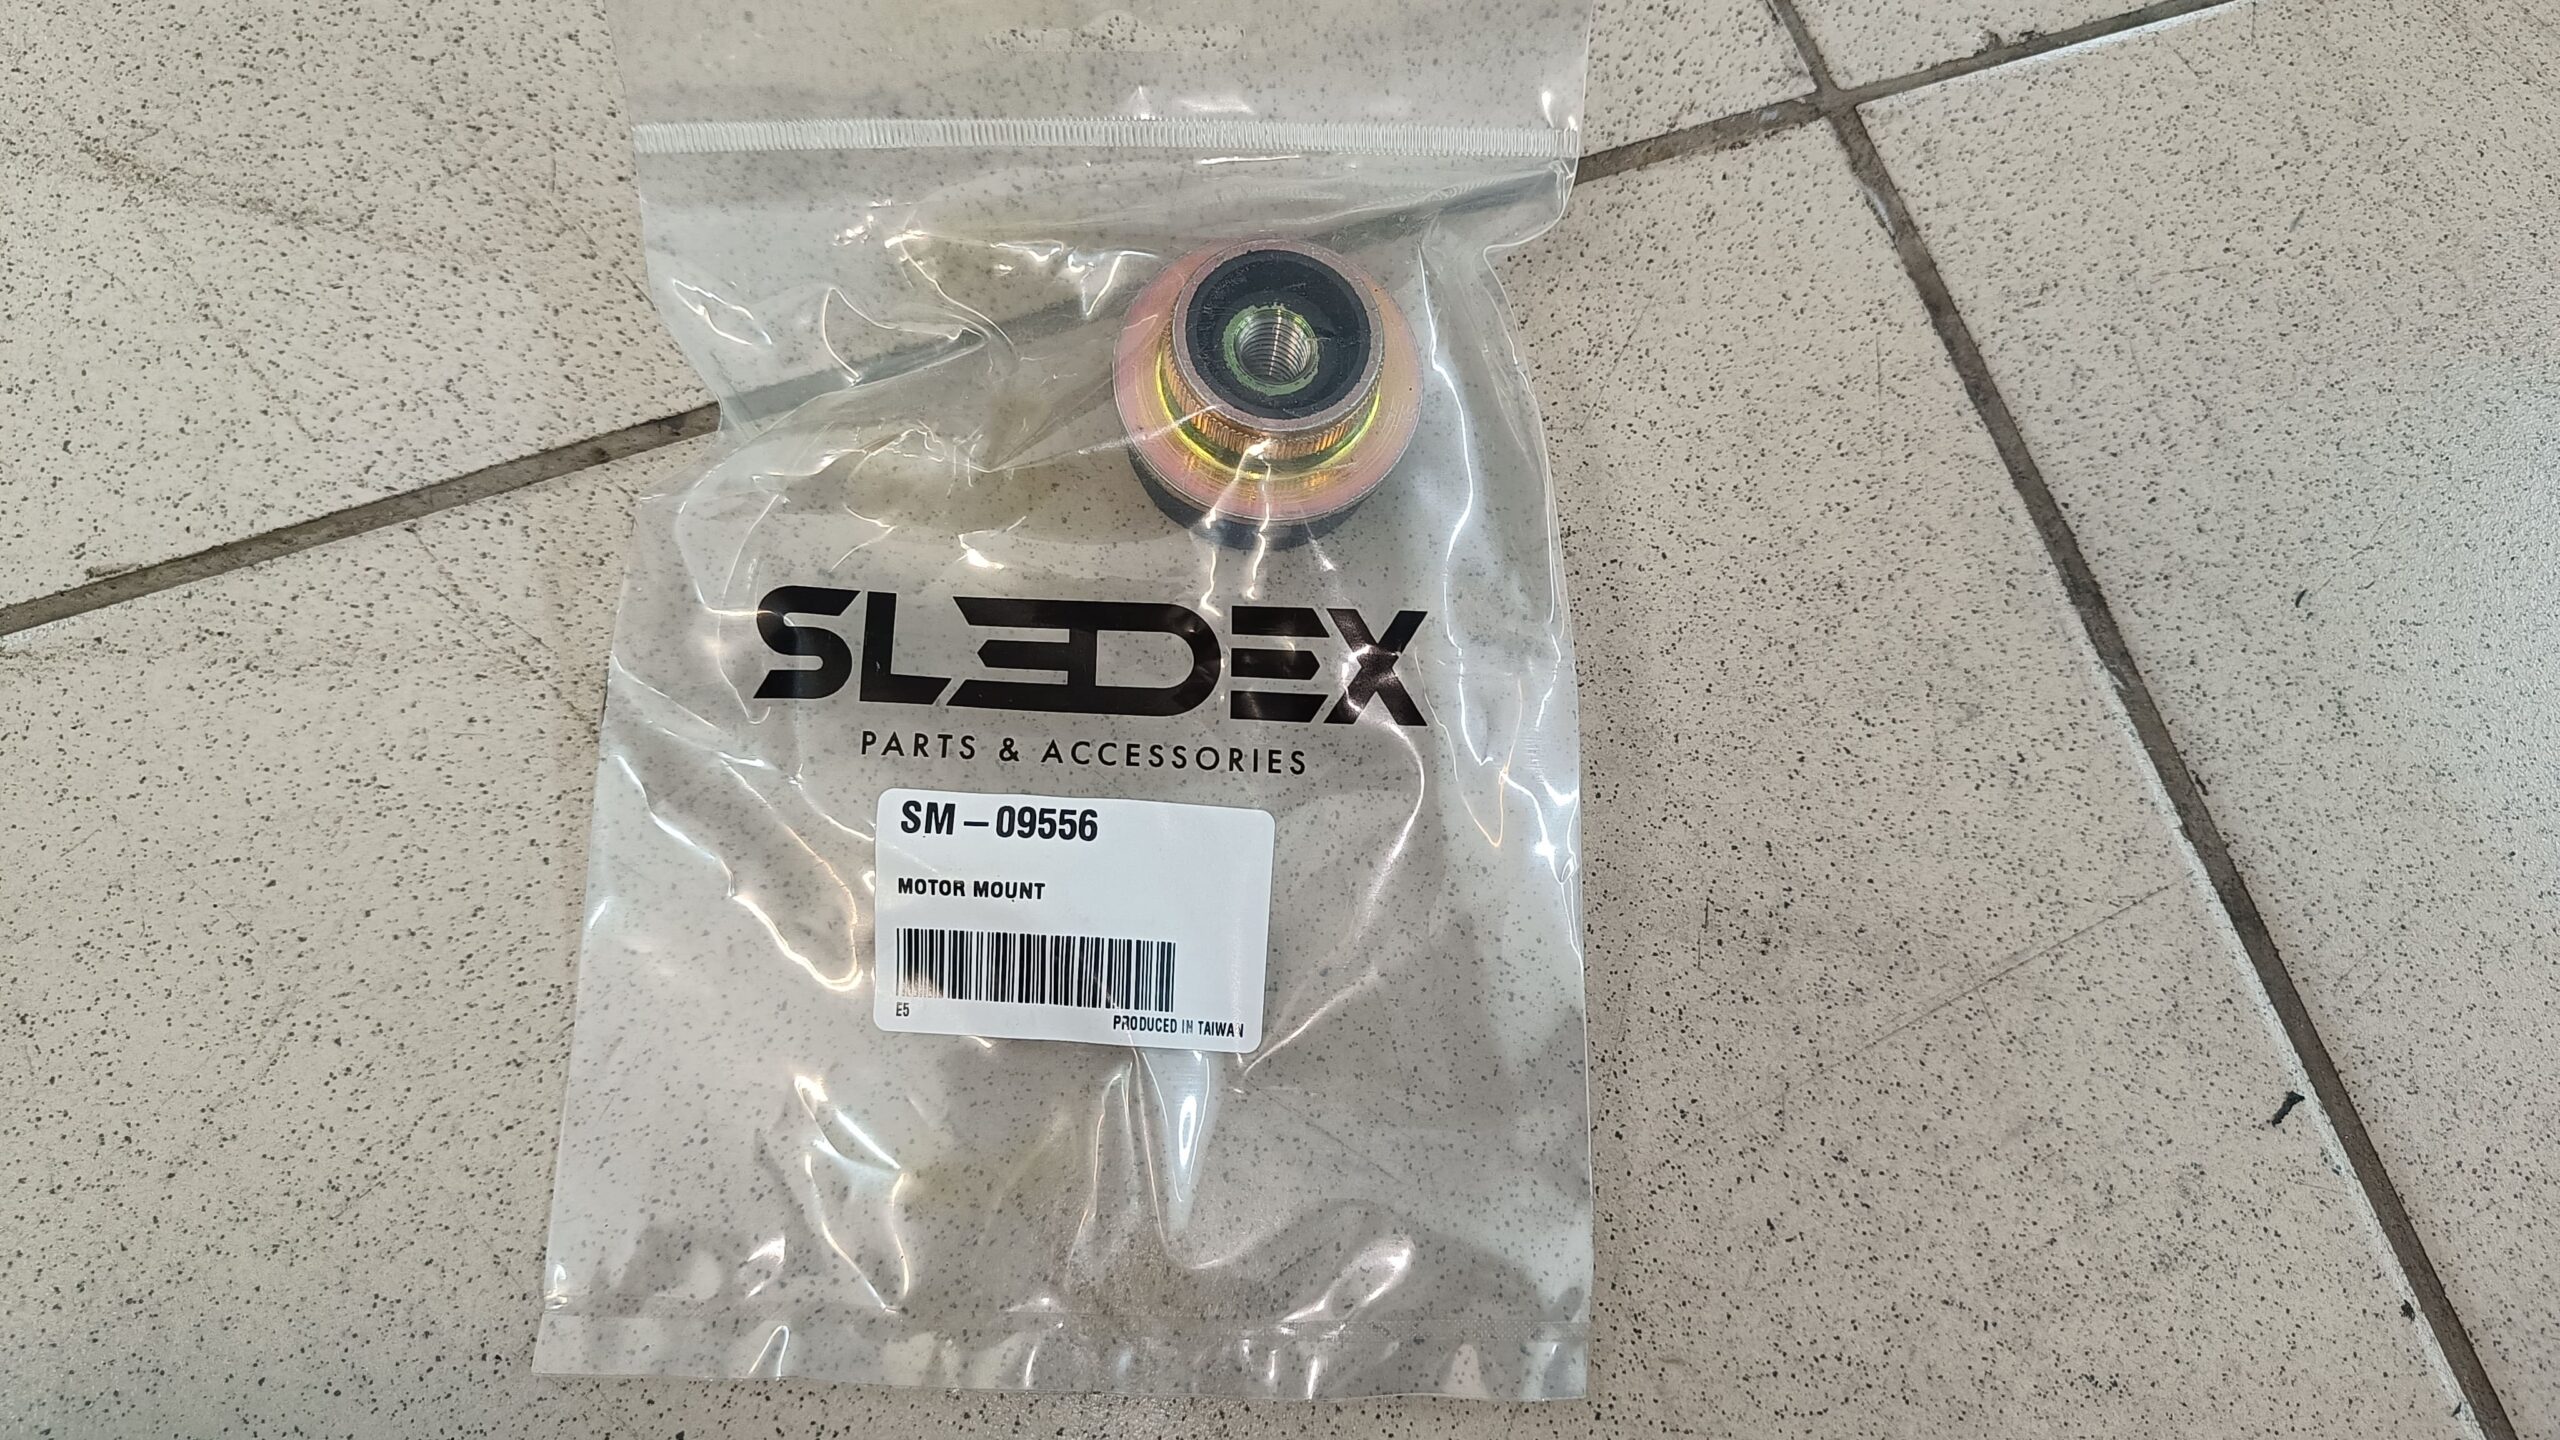 SLEDEX
PARTS & ACCESSORIES
SM – 09556
MOTOR MOUNT
E5
PRODUCED IN TAIWAN